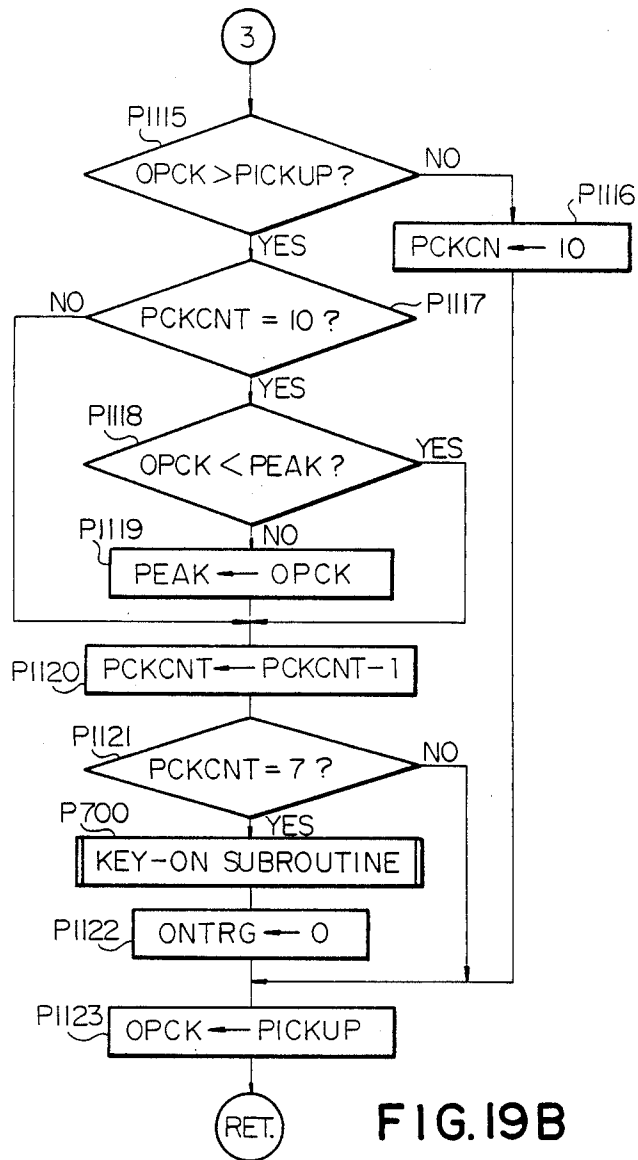 3
P1115
OPCK > PICKUP?
NO
P1116
PCKCN ← 10
YES
NO
PCKCNT = 10 ?
P1117
YES
P1118
OPCK < PEAK ?
YES
P1119
NO
PEAK ← OPCK
P1120
PCKCNT ← PCKCNT-1
P1121
PCKCNT = 7 ?
NO
P700
YES
KEY-ON SUBROUTINE
P1122
ONTRG ← 0
P1123
OPCK ← PICKUP
RET.
FIG. 19B